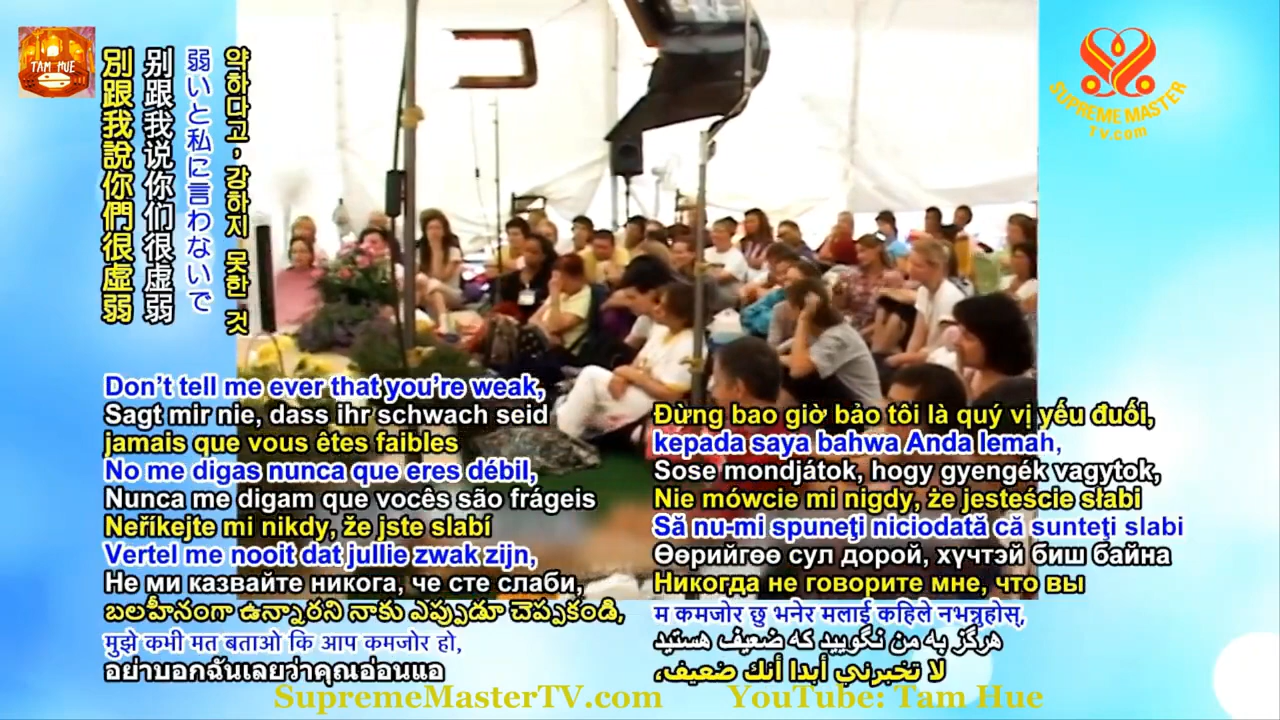 TAM HUE
SUPREME MASTER
TV.com
別跟我說你們很虛弱
别跟我说你们很虚弱
弱いと私に言わないで
약하다고, 강하지 못한 것
Don't tell me ever that you're weak,
Sagt mir nie, dass ihr schwach seid
jamais que vous êtes faibles
No me digas nunca que eres débil,
Nunca me digam que vocês são frágeis
Neříkejte mi nikdy, že jste slabí
Vertel me nooit dat jullie zwak zijn,
Не ми казвайте никога, че сте слаби,
బలహీనంగా ఉన్నారని నాకు ఎప్పుడూ చెప్పకండి,
मुझे कभी मत बताओ कि आप कमजोर हो,
อย่าบอกฉันเลยว่าคุณอ่อนแอ
Đừng bao giờ bảo tôi là quý vị yếu đuối,
kepada saya bahwa Anda lemah,
Sose mondjátok, hogy gyengék vagytok,
Nie mówcie mi nigdy, że jesteście słabi
Să nu-mi spuneţi niciodată că sunteţi slabi
Өөрийгөө сул дорой, хүчтэй биш байна
Никогда не говорите мне, что вы
म कमजोर छु भनेर मलाई कहिले नभन्नुहोस्,
هرگز به من نگویید که ضعیف هستید
لا تخبرني أبدا أنك ضعيف،
SupremeMasterTV.com YouTube: Tam Hue